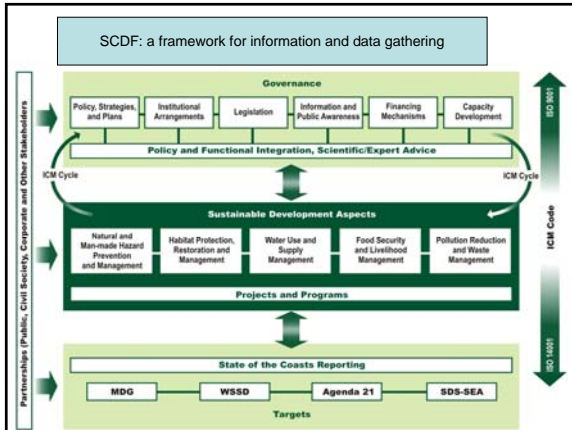 SCDF: a framework for information and data gathering
Governance
Policy, Strategies,
and Plans
Institutional
Arrangements
Legislation
Information and
Public Awareness
Financing
Mechanisms
Capacity
Development
Policy and Functional Integration, Scientific/Expert Advice
ICM Cycle
ICM Cycle
Sustainable Development Aspects
Natural and
Man-made Hazard
Prevention
and Management
Habitat Protection,
Restoration and
Management
Water Use and
Supply
Management
Food Security
and Livelihood
Management
Pollution Reduction
and Waste
Management
Projects and Programs
State of the Coasts Reporting
MDG
WSSD
Agenda 21
SDS-SEA
Targets
Partnerships (Public, Civil Society, Corporate and Other Stakeholders
ISO 9001
ICM Code
ISO 14001